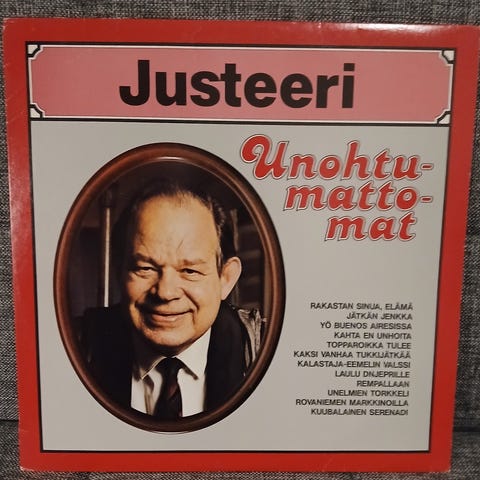 Justeeri
Unohtu-
matto-
mat
RAKASTAN SINUA, ELÄMÄ
JÄTKÄN JENKKA
YÖ BUENOS AIRESISSA
KAHTA EN UNHOITA
TOPPAROIKKA TULEE
KAKSI VANHAA TUKKIJÄTKÄÄ
KALASTAJA-EEMELIN VALSSI
LAULU DNJEPRILLE
REMPALLAAN
UNELMIEN TORKKELI
ROVANIEMEN MARKKINOILLA
KUUBALAINEN SERENADI